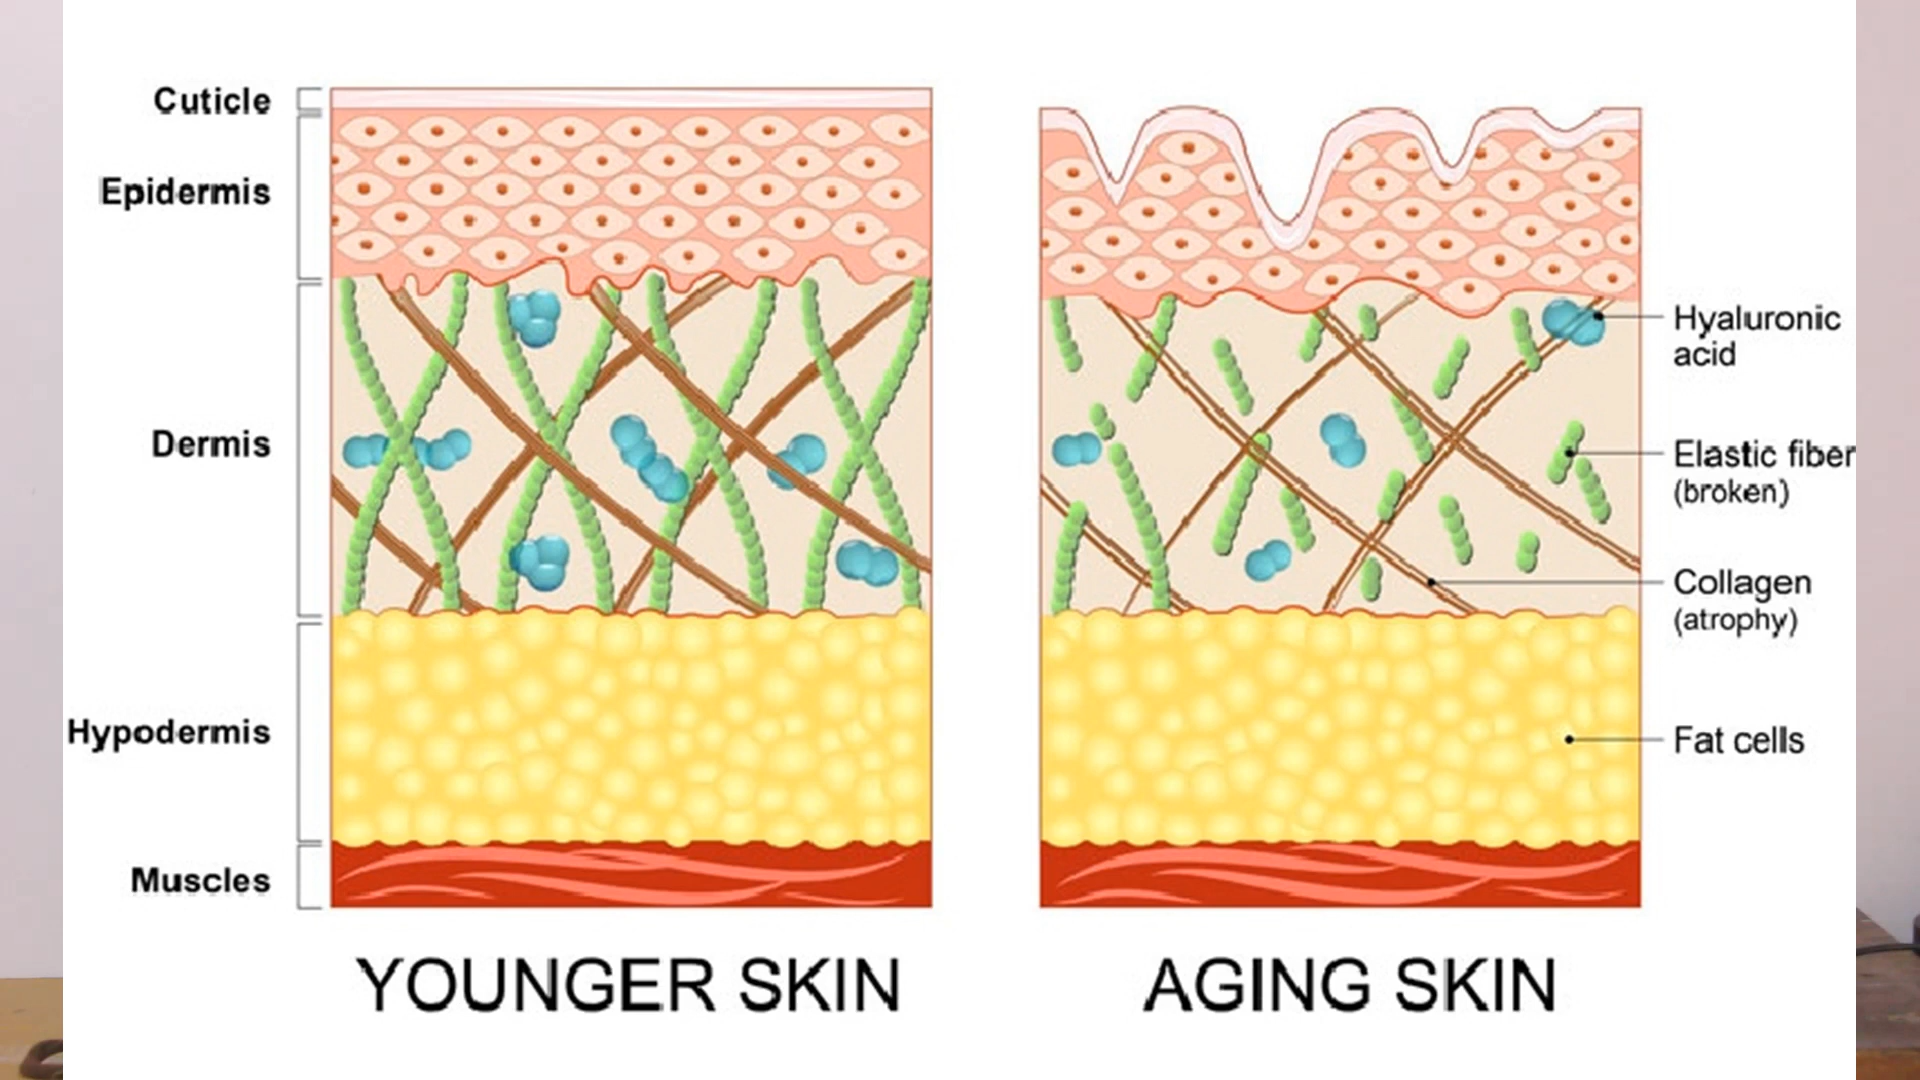 Cuticle
Epidermis
Dermis
Hypodermis
Muscles
Hyaluronic
acid
Elastic fiber
(broken)
Collagen
(atrophy)
Fat cells
YOUNGER SKIN
AGING SKIN